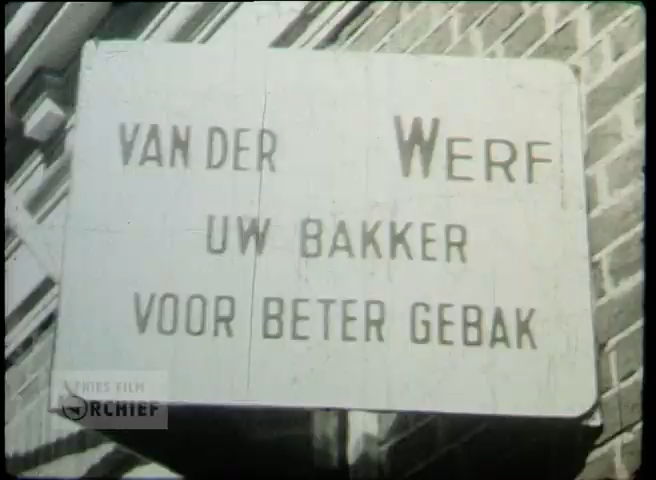 VAN DER WERF
UW BAKKER
VOOR BETER GEBAK
FRIES FILM
ARCHIEF